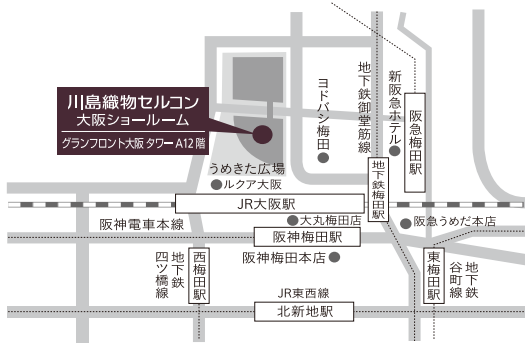 川島織物セルコン
大阪ショールーム
グランフロント大阪 タワーA12階
うめきた広場
ルクア大阪
ヨドバシ梅田
地下鉄御堂筋線
新阪急ホテル
阪急梅田駅
地下鉄梅田駅
JR大阪駅
大丸梅田店
阪急うめだ本店
阪神電車本線
阪神梅田駅
阪神梅田本店
地下鉄
四ツ橋線
西梅田駅
東梅田駅
地下鉄
谷町線
JR東西線
北新地駅